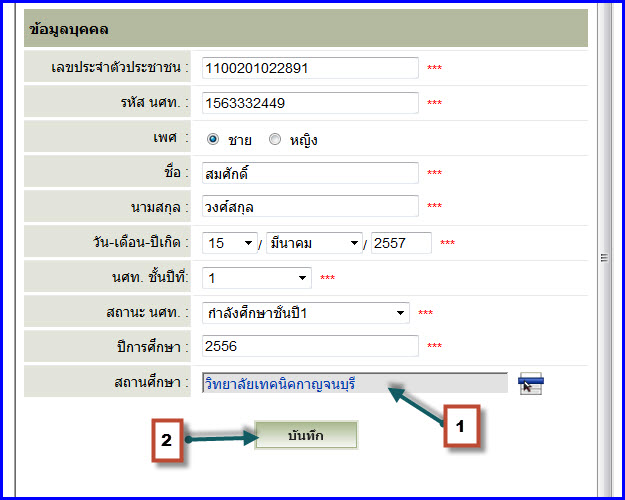 ข้อมูลบุคคล
เลขประจำตัวประชาชน : 1100201022891 ***
รหัส นศท. : 1563332449 ***
เพศ : ชาย หญิง
ชื่อ : สมศักดิ์ ***
นามสกุล : วงศ์สกุล ***
วัน-เดือน-ปีเกิด : 15 / มีนาคม / 2557 ***
นศท. ชั้นปีที่: 1 ***
สถานะ นศท. : กำลังศึกษาชั้นปี1 ***
ปีการศึกษา : 2556 ***
สถานศึกษา : วิทยาลัยเทคนิคกาญจนบุรี
1
2 บันทึก